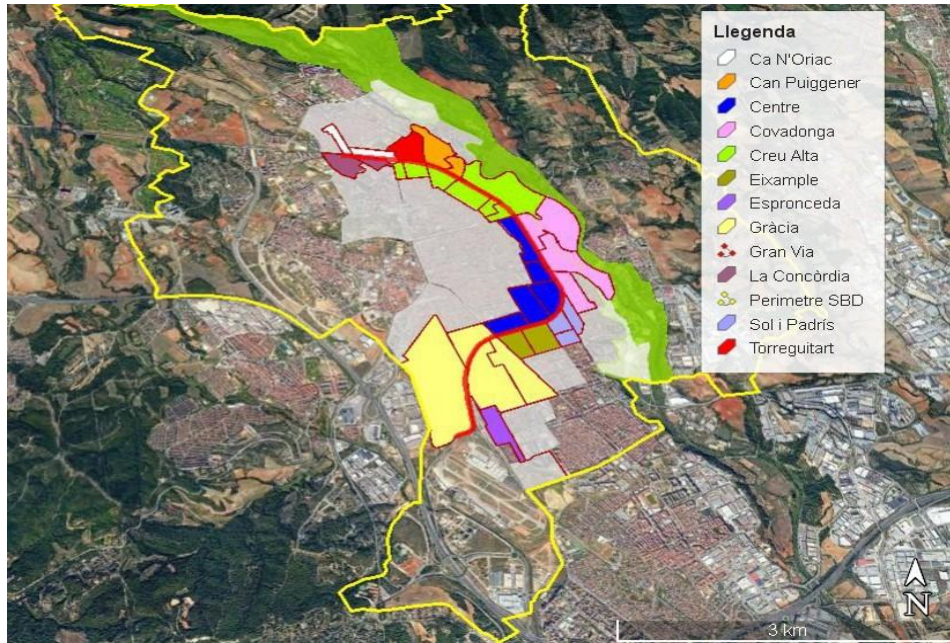 Llegenda
Ca N'Oriac
Can Puiggener
Centre
Covadonga
Creu Alta
Eixample
Espronceda
Gràcia
Gran Via
La Concòrdia
Perimetre SBD
Sol i Padrís
Torreguitart
N
3 km